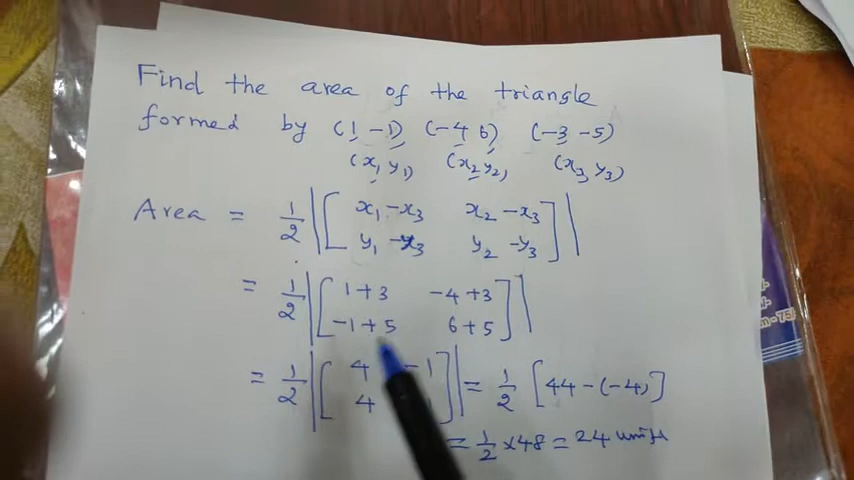 Find the area of the triangle
formed by (1 -1) (-4 6) (-3 -5)
(x₁ y₁) (x₂ y₂) (x₃ y₃)
Area = 1/2 |[ x₁-x₃ x₂-x₃
y₁-y₃ y₂-y₃ ]|
= 1/2 |[ 1+3 -4+3
-1+5 6+5 ]|
= 1/2 |[ 4 -1
4 1 ]| = 1/2 [44-(-4)]
= 1/2 ×48 = 24 units